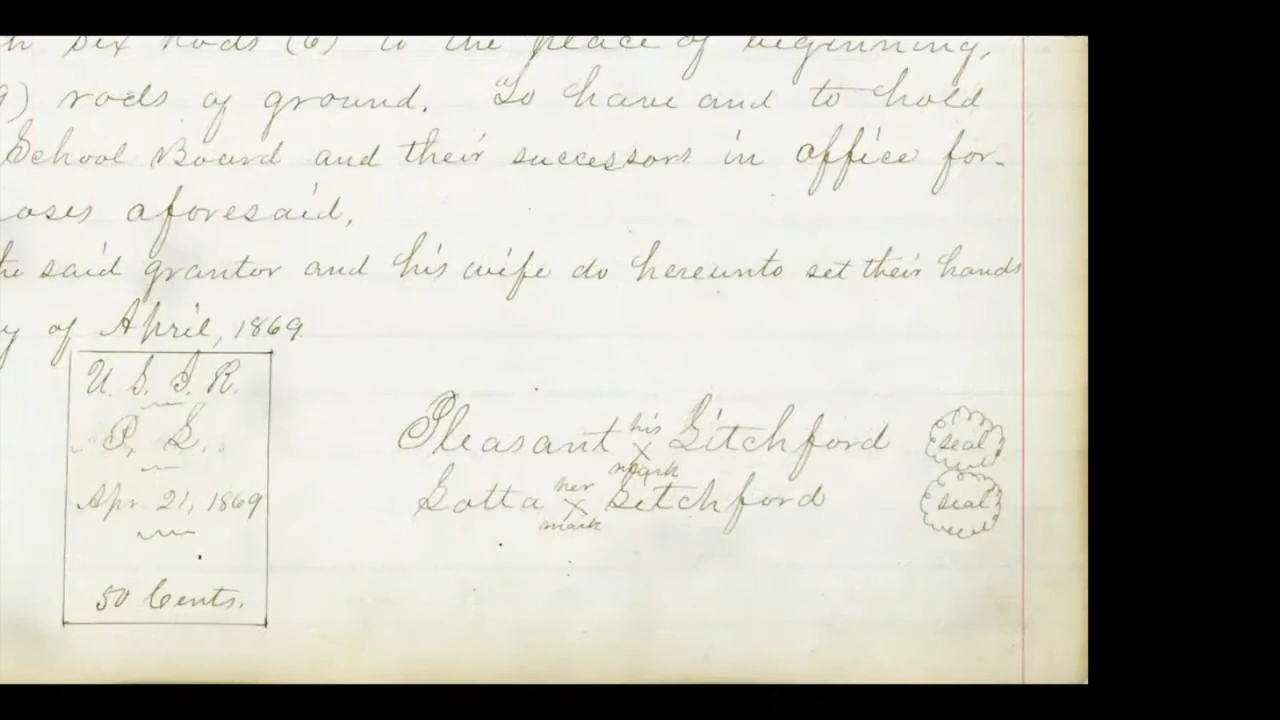 Six Rods (6) to the place of beginning,
9) rods of ground. To have and to hold
School Board and their successors in office for-
oses aforesaid,
the said grantor and his wife do hereunto set their hands
y of April, 1869
U. S. I. R.
P. L.
Apr. 21, 1869
50 Cents.
Pleasant his x mark Litchford seal
Lotta her x mark Litchford seal